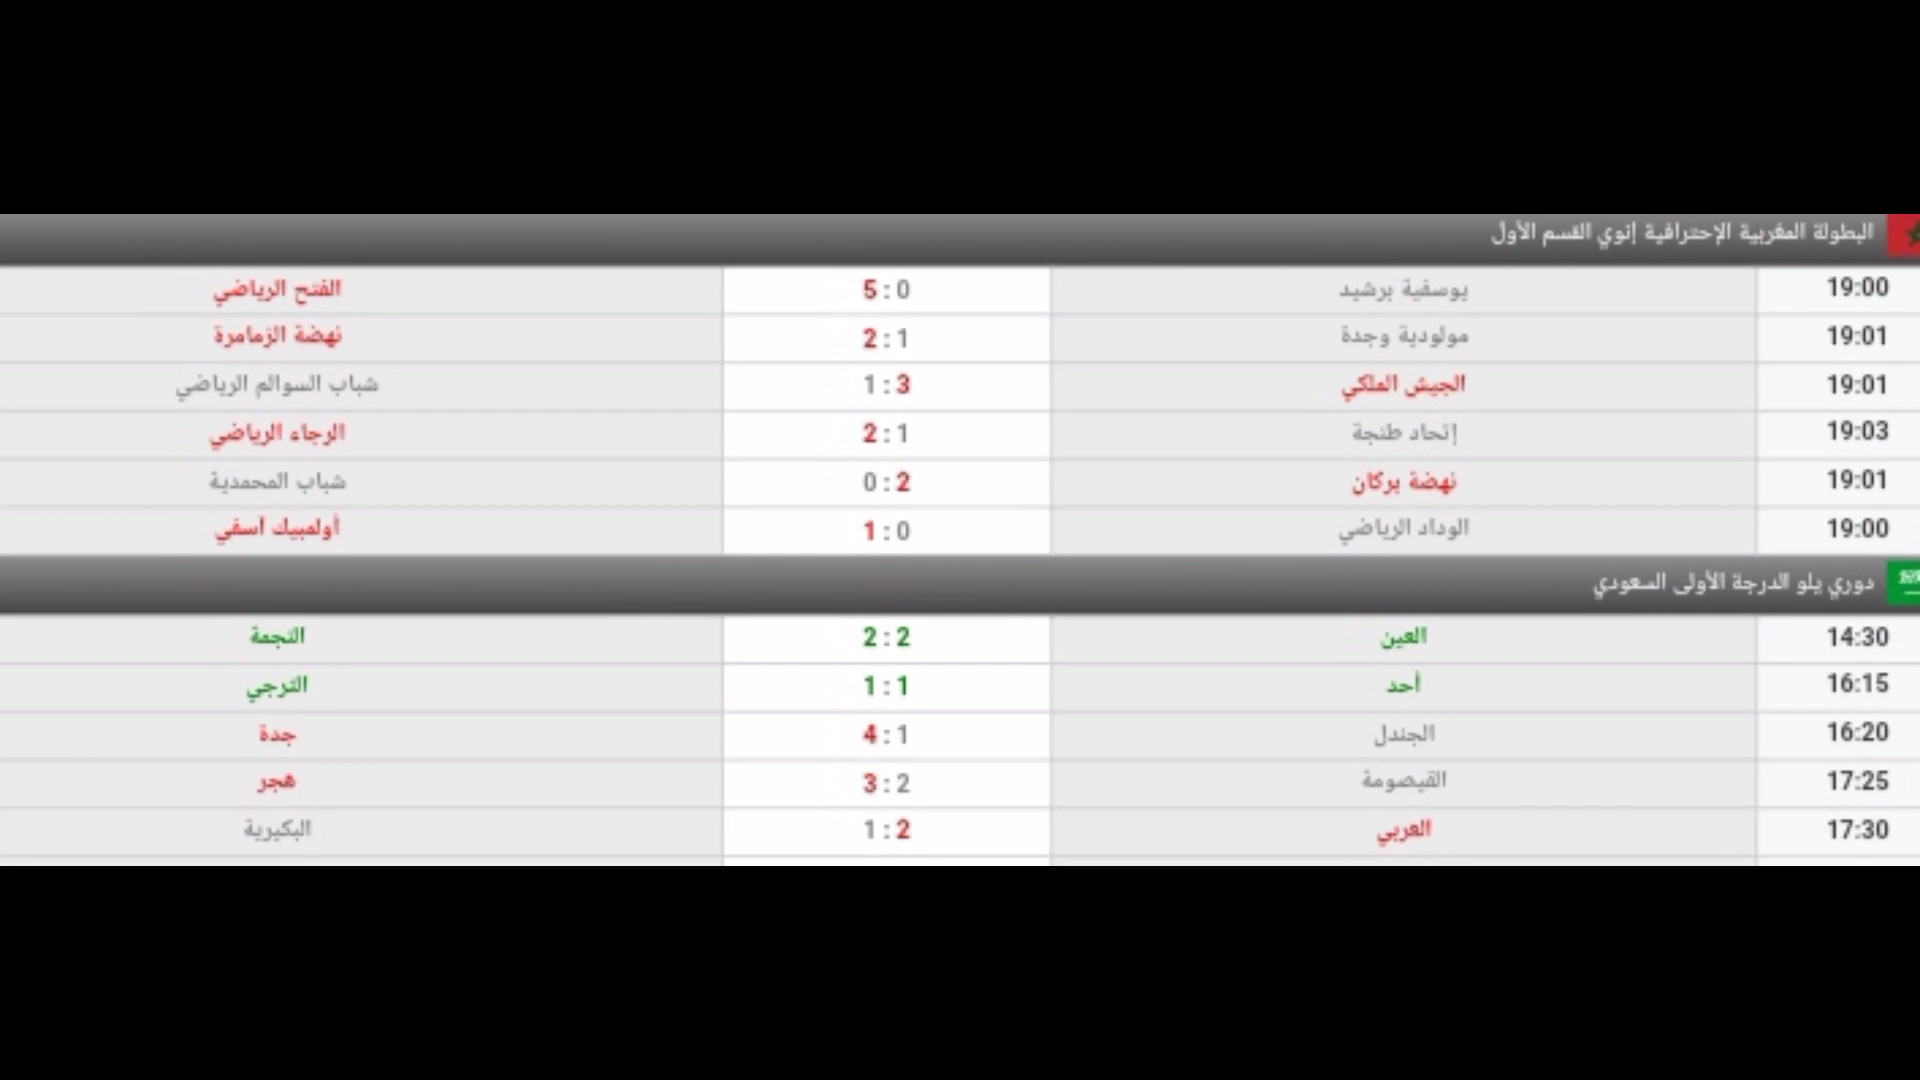 البطولة المغربية الإحترافية إنوي القسم الأول
19:00 يوسفية برشيد 5 : 0 الفتح الرياضي
19:01 مولودية وجدة 2 : 1 نهضة الزمامرة
19:01 الجيش الملكي 1 : 3 شباب السوالم الرياضي
19:03 إتحاد طنجة 2 : 1 الرجاء الرياضي
19:01 نهضة بركان 0 : 2 شباب المحمدية
19:00 الوداد الرياضي 1 : 0 أولمبيك آسفي
دوري يلو الدرجة الأولى السعودي
14:30 العين 2 : 2 النجمة
16:15 أحد 1 : 1 الترجي
16:20 الجندل 4 : 1 جدة
17:25 القيصومة 3 : 2 هجر
17:30 العربي 1 : 2 البكيرية